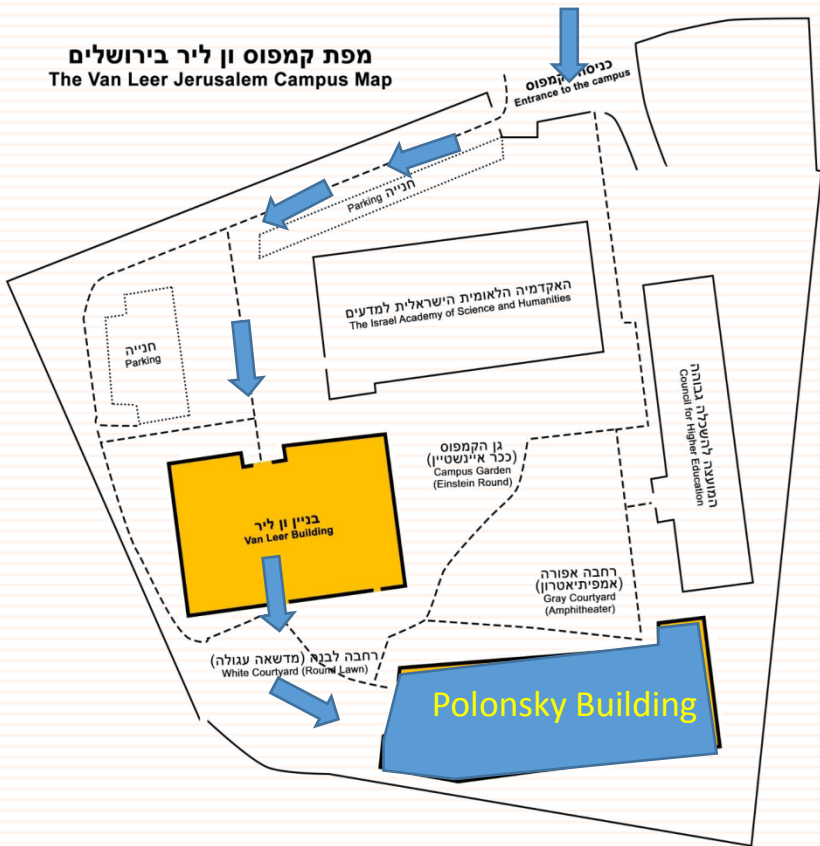 מפת קמפוס ון ליר בירושלים
The Van Leer Jerusalem Campus Map
כניסה קמפוס
Entrance to the campus
חנייה
Parking
האקדמיה הלאומית הישראלית למדעים
The Israel Academy of Science and Humanities
חנייה
Parking
המועצה להשכלה גבוהה
Council for Higher Education
גן הקמפוס
(ככר איינשטיין)
Campus Garden
(Einstein Round)
בניין ון ליר
Van Leer Building
רחבה אפורה
(אמפיתיאטרון)
Gray Courtyard
(Amphitheater)
רחבה לבנה (מדשאה עגולה)
White Courtyard (Round Lawn)
Polonsky Building